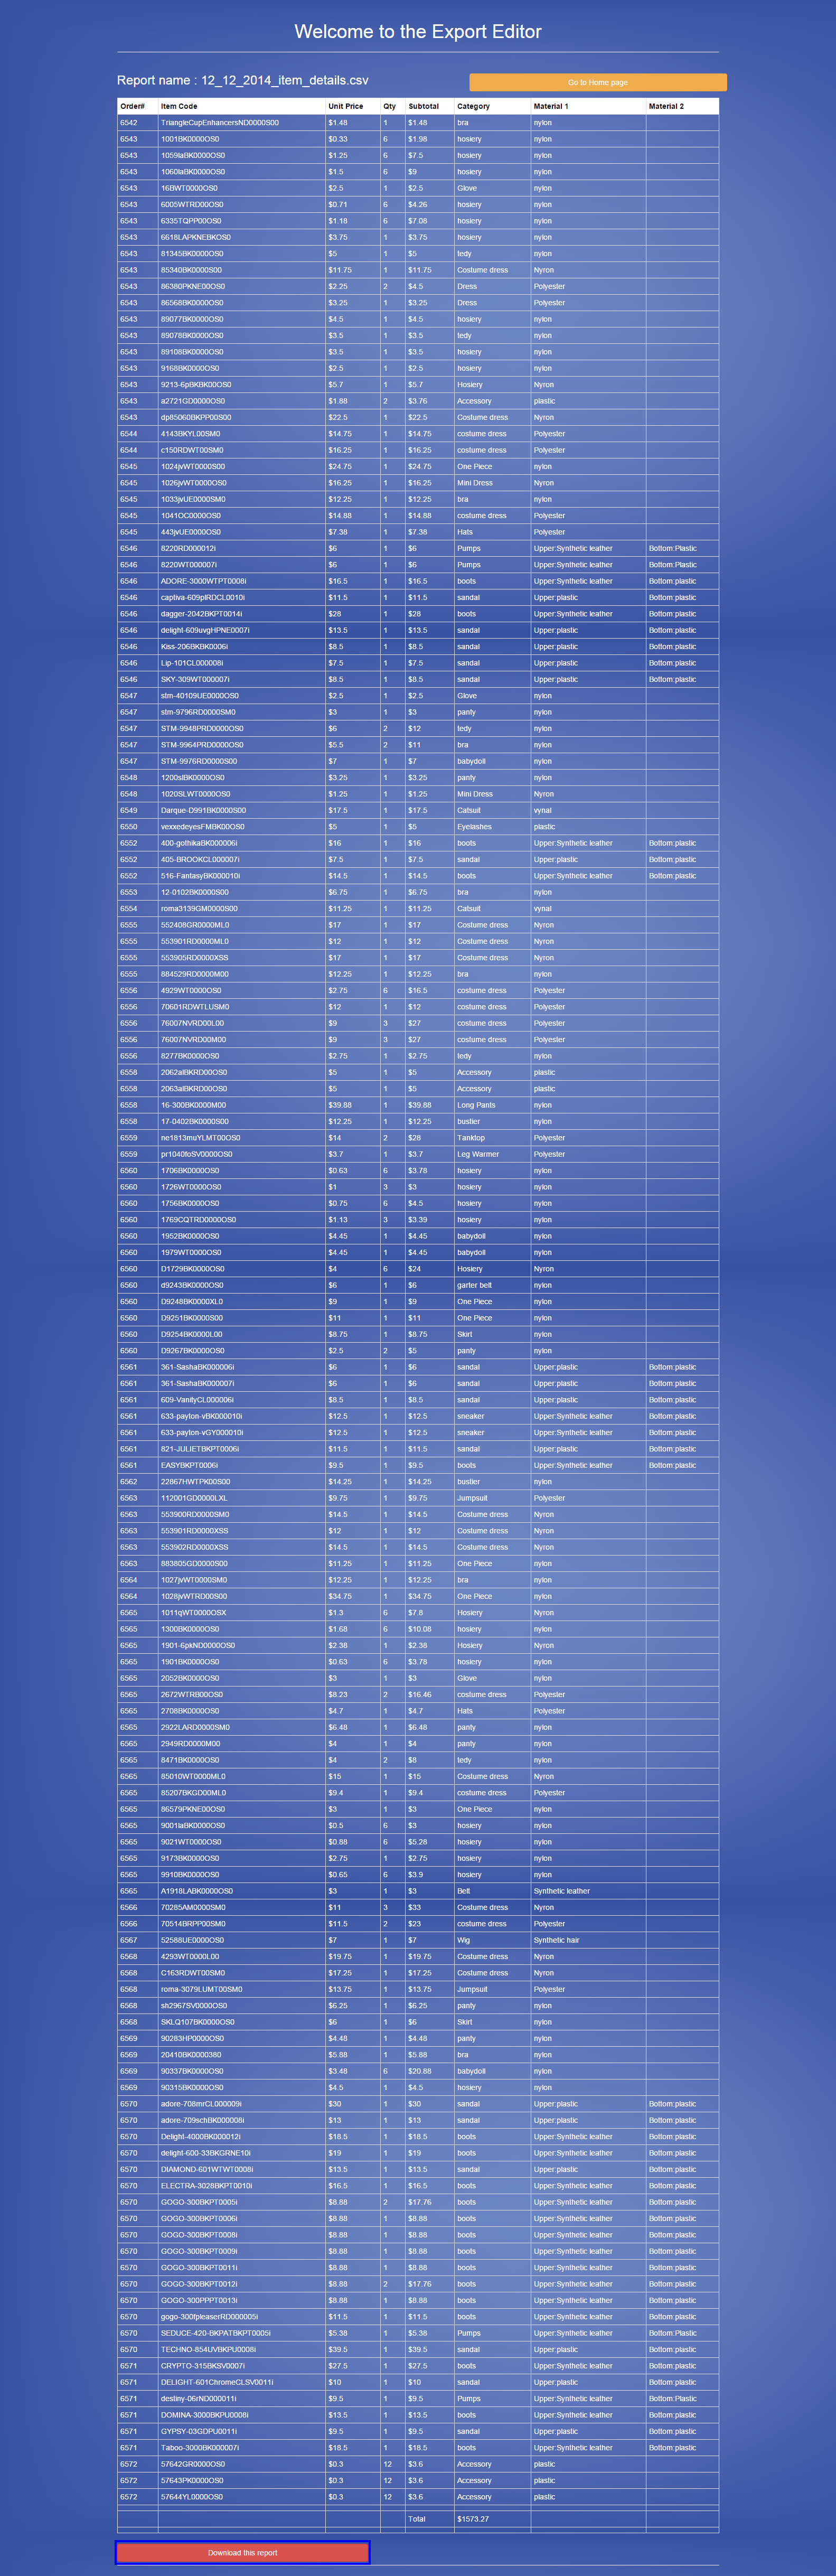 Welcome to the Export Editor
Report name : 12_12_2014_item_details.csv
Go to Home page
Order# Item Code Unit Price Qty Subtotal Category Material 1 Material 2
6542 TriangleCupEnhancersND0000S00 $1.48 1 $1.48 bra nylon
6543 1001BK0000OS0 $0.33 6 $1.98 hosiery nylon
6543 1059laBK0000OS0 $1.25 6 $7.5 hosiery nylon
6543 1060laBK0000OS0 $1.5 6 $9 hosiery nylon
6543 16BWT0000OS0 $2.5 1 $2.5 Glove nylon
6543 6005WTRD00OS0 $0.71 6 $4.26 hosiery nylon
6543 6335TQPP00OS0 $1.18 6 $7.08 hosiery nylon
6543 6618LAPKNEBKOS0 $3.75 1 $3.75 hosiery nylon
6543 81345BK0000OS0 $5 1 $5 tedy nylon
6543 85340BK0000S00 $11.75 1 $11.75 Costume dress Nyron
6543 86380PKNE00OS0 $2.25 2 $4.5 Dress Polyester
6543 86568BK0000OS0 $3.25 1 $3.25 Dress Polyester
6543 89077BK0000OS0 $4.5 1 $4.5 hosiery nylon
6543 89078BK0000OS0 $3.5 1 $3.5 tedy nylon
6543 89108BK0000OS0 $3.5 1 $3.5 hosiery nylon
6543 9168BK0000OS0 $2.5 1 $2.5 hosiery nylon
6543 9213-6pBKBK00OS0 $5.7 1 $5.7 Hosiery Nyron
6543 a2721GD0000OS0 $1.88 2 $3.76 Accessory plastic
6543 dp85060BKPP00S00 $22.5 1 $22.5 Costume dress Nyron
6544 4143BKYL00SM0 $14.75 1 $14.75 costume dress Polyester
6544 c150RDWT00SM0 $16.25 1 $16.25 costume dress Polyester
6545 1024jvWT0000S00 $24.75 1 $24.75 One Piece nylon
6545 1026jvWT0000OS0 $16.25 1 $16.25 Mini Dress Nyron
6545 1033jvUE0000SM0 $12.25 1 $12.25 bra nylon
6545 1041OC0000OS0 $14.88 1 $14.88 costume dress Polyester
6545 443jvUE0000OS0 $7.38 1 $7.38 Hats Polyester
6546 8220RD000012i $6 1 $6 Pumps Upper:Synthetic leather Bottom:Plastic
6546 8220WT000007i $6 1 $6 Pumps Upper:Synthetic leather Bottom:Plastic
6546 ADORE-3000WTPT0008i $16.5 1 $16.5 boots Upper:Synthetic leather Bottom:plastic
6546 captiva-609plRDCL0010i $11.5 1 $11.5 sandal Upper:plastic Bottom:plastic
6546 dagger-2042BKPT0014i $28 1 $28 boots Upper:Synthetic leather Bottom:plastic
6546 delight-609uvgHPNE0007i $13.5 1 $13.5 sandal Upper:plastic Bottom:plastic
6546 Kiss-206BKBK0006i $8.5 1 $8.5 sandal Upper:plastic Bottom:plastic
6546 Lip-101CL000008i $7.5 1 $7.5 sandal Upper:plastic Bottom:plastic
6546 SKY-309WT000007i $8.5 1 $8.5 sandal Upper:plastic Bottom:plastic
6547 stm-40109UE0000OS0 $2.5 1 $2.5 Glove nylon
6547 stm-9796RD0000SM0 $3 1 $3 panty nylon
6547 STM-9948PRD0000OS0 $6 2 $12 tedy nylon
6547 STM-9964PRD0000OS0 $5.5 2 $11 bra nylon
6547 STM-9976RD0000S00 $7 1 $7 babydoll nylon
6548 1200slBK0000OS0 $3.25 1 $3.25 panty nylon
6548 1020SLWT0000OS0 $1.25 1 $1.25 Mini Dress Nyron
6549 Darque-D991BK0000S00 $17.5 1 $17.5 Catsuit vynal
6550 vexxedeyesFMBK00OS0 $5 1 $5 Eyelashes plastic
6552 400-gothikaBK000006i $16 1 $16 boots Upper:Synthetic leather Bottom:plastic
6552 405-BROOKCL000007i $7.5 1 $7.5 sandal Upper:plastic Bottom:plastic
6552 516-FantasyBK000010i $14.5 1 $14.5 boots Upper:Synthetic leather Bottom:plastic
6553 12-0102BK0000S00 $6.75 1 $6.75 bra nylon
6554 roma3139GM0000S00 $11.25 1 $11.25 Catsuit vynal
6555 552408GR0000ML0 $17 1 $17 Costume dress Nyron
6555 553901RD0000ML0 $12 1 $12 Costume dress Nyron
6555 553905RD0000XSS $17 1 $17 Costume dress Nyron
6555 884529RD0000M00 $12.25 1 $12.25 bra nylon
6556 4929WT0000OS0 $2.75 6 $16.5 costume dress Polyester
6556 70601RDWTLUSM0 $12 1 $12 costume dress Polyester
6556 76007NVRD00L00 $9 3 $27 costume dress Polyester
6556 76007NVRD00M00 $9 3 $27 costume dress Polyester
6556 8277BK0000OS0 $2.75 1 $2.75 tedy nylon
6558 2062atBKRD00OS0 $5 1 $5 Accessory plastic
6558 2063atBKRD00OS0 $5 1 $5 Accessory plastic
6558 16-300BK0000M00 $39.88 1 $39.88 Long Pants nylon
6558 17-0402BK0000S00 $12.25 1 $12.25 bustier nylon
6559 ne1813muYLMT00OS0 $14 2 $28 Tanktop Polyester
6559 pr1040foSV0000OS0 $3.7 1 $3.7 Leg Warmer Polyester
6560 1706BK0000OS0 $0.63 6 $3.78 hosiery nylon
6560 1726WT0000OS0 $1 3 $3 hosiery nylon
6560 1756BK0000OS0 $0.75 6 $4.5 hosiery nylon
6560 1769CQTRD0000OS0 $1.13 3 $3.39 hosiery nylon
6560 1952BK0000OS0 $4.45 1 $4.45 babydoll nylon
6560 1979WT0000OS0 $4.45 1 $4.45 babydoll nylon
6560 D1729BK0000OS0 $4 6 $24 Hosiery Nyron
6560 d9243BK0000OS0 $6 1 $6 garter belt nylon
6560 D9248BK0000XL0 $9 1 $9 One Piece nylon
6560 D9251BK0000S00 $11 1 $11 One Piece nylon
6560 D9254BK0000L00 $8.75 1 $8.75 Skirt nylon
6560 D9267BK0000OS0 $2.5 2 $5 panty nylon
6561 361-SashaBK000006i $6 1 $6 sandal Upper:plastic Bottom:plastic
6561 361-SashaBK000007i $6 1 $6 sandal Upper:plastic Bottom:plastic
6561 609-VanityCL000006i $8.5 1 $8.5 sandal Upper:plastic Bottom:plastic
6561 633-payton-vBK000010i $12.5 1 $12.5 sneaker Upper:Synthetic leather Bottom:plastic
6561 633-payton-vGY000010i $12.5 1 $12.5 sneaker Upper:Synthetic leather Bottom:plastic
6561 821-JULIETBKPT0006i $11.5 1 $11.5 sandal Upper:plastic Bottom:plastic
6561 EASYBKPT0006i $9.5 1 $9.5 boots Upper:Synthetic leather Bottom:plastic
6562 22867HWTPK00S00 $14.25 1 $14.25 bustier nylon
6563 112001GD0000LXL $9.75 1 $9.75 Jumpsuit Polyester
6563 553900RD0000SM0 $14.5 1 $14.5 Costume dress Nyron
6563 553901RD0000XSS $12 1 $12 Costume dress Nyron
6563 553902RD0000XSS $14.5 1 $14.5 Costume dress Nyron
6563 883805GD0000S00 $11.25 1 $11.25 One Piece nylon
6564 1027jvWT0000SM0 $12.25 1 $12.25 bra nylon
6564 1028jvWTRD00S00 $34.75 1 $34.75 One Piece nylon
6565 1011qWT0000OSX $1.3 6 $7.8 Hosiery Nyron
6565 1300BK0000OS0 $1.68 6 $10.08 hosiery nylon
6565 1901-6pkND0000OS0 $2.38 1 $2.38 Hosiery Nyron
6565 1901BK0000OS0 $0.63 6 $3.78 hosiery nylon
6565 2052BK0000OS0 $3 1 $3 Glove nylon
6565 2672WTRB00OS0 $8.23 2 $16.46 costume dress Polyester
6565 2708BK0000OS0 $4.7 1 $4.7 Hats Polyester
6565 2922LARD0000SM0 $6.48 1 $6.48 panty nylon
6565 2949RD0000M00 $4 1 $4 panty nylon
6565 8471BK0000OS0 $4 2 $8 tedy nylon
6565 85010WT0000ML0 $15 1 $15 Costume dress Nyron
6565 85207BKGD00ML0 $9.4 1 $9.4 costume dress Polyester
6565 86579PKNE00OS0 $3 1 $3 One Piece nylon
6565 9001laBK0000OS0 $0.5 6 $3 hosiery nylon
6565 9021WT0000OS0 $0.88 6 $5.28 hosiery nylon
6565 9173BK0000OS0 $2.75 1 $2.75 hosiery nylon
6565 9910BK0000OS0 $0.65 6 $3.9 hosiery nylon
6565 A1918LABK0000OS0 $3 1 $3 Belt Synthetic leather
6566 70285AM0000SM0 $11 3 $33 Costume dress Nyron
6566 70514BRPP00SM0 $11.5 2 $23 costume dress Polyester
6567 52588UE0000OS0 $7 1 $7 Wig Synthetic hair
6568 4293WT0000L00 $19.75 1 $19.75 Costume dress Nyron
6568 C163RDWT00SM0 $17.25 1 $17.25 Costume dress Nyron
6568 roma-3079LUMT00SM0 $13.75 1 $13.75 Jumpsuit Polyester
6568 sh2967SV0000OS0 $6.25 1 $6.25 panty nylon
6568 SKLQ107BK0000OS0 $6 1 $6 Skirt nylon
6569 90283HP0000OS0 $4.48 1 $4.48 panty nylon
6569 20410BK0000380 $5.88 1 $5.88 bra nylon
6569 90337BK0000OS0 $3.48 6 $20.88 babydoll nylon
6569 90315BK0000OS0 $4.5 1 $4.5 hosiery nylon
6570 adore-708mrCL000009i $30 1 $30 sandal Upper:plastic Bottom:plastic
6570 adore-709schBK000008i $13 1 $13 sandal Upper:plastic Bottom:plastic
6570 Delight-4000BK000012i $18.5 1 $18.5 boots Upper:Synthetic leather Bottom:plastic
6570 delight-600-33BKGRNE10i $19 1 $19 boots Upper:Synthetic leather Bottom:plastic
6570 DIAMOND-601WTWT0008i $13.5 1 $13.5 sandal Upper:plastic Bottom:plastic
6570 ELECTRA-3028BKPT0010i $16.5 1 $16.5 boots Upper:Synthetic leather Bottom:plastic
6570 GOGO-300BKPT0005i $8.88 2 $17.76 boots Upper:Synthetic leather Bottom:plastic
6570 GOGO-300BKPT0006i $8.88 1 $8.88 boots Upper:Synthetic leather Bottom:plastic
6570 GOGO-300BKPT0008i $8.88 1 $8.88 boots Upper:Synthetic leather Bottom:plastic
6570 GOGO-300BKPT0009i $8.88 1 $8.88 boots Upper:Synthetic leather Bottom:plastic
6570 GOGO-300BKPT0011i $8.88 1 $8.88 boots Upper:Synthetic leather Bottom:plastic
6570 GOGO-300BKPT0012i $8.88 2 $17.76 boots Upper:Synthetic leather Bottom:plastic
6570 GOGO-300PPPT0013i $8.88 1 $8.88 boots Upper:Synthetic leather Bottom:plastic
6570 gogo-300fpleaserRD000005i $11.5 1 $11.5 boots Upper:Synthetic leather Bottom:plastic
6570 SEDUCE-420-BKPATBKPT0005i $5.38 1 $5.38 Pumps Upper:Synthetic leather Bottom:Plastic
6570 TECHNO-854UVBKPU0008i $39.5 1 $39.5 sandal Upper:plastic Bottom:plastic
6571 CRYPTO-315BKSV0007i $27.5 1 $27.5 boots Upper:Synthetic leather Bottom:plastic
6571 DELIGHT-601ChromeCLSV0011i $10 1 $10 sandal Upper:plastic Bottom:plastic
6571 destiny-06rND000011i $9.5 1 $9.5 Pumps Upper:Synthetic leather Bottom:Plastic
6571 DOMINA-3000BKPU0008i $13.5 1 $13.5 boots Upper:Synthetic leather Bottom:plastic
6571 GYPSY-03GDPU0011i $9.5 1 $9.5 sandal Upper:plastic Bottom:plastic
6571 Taboo-3000BK000007i $18.5 1 $18.5 boots Upper:Synthetic leather Bottom:plastic
6572 57642GR0000OS0 $0.3 12 $3.6 Accessory plastic
6572 57643PK0000OS0 $0.3 12 $3.6 Accessory plastic
6572 57644YL0000OS0 $0.3 12 $3.6 Accessory plastic
Total $1573.27
Download this report